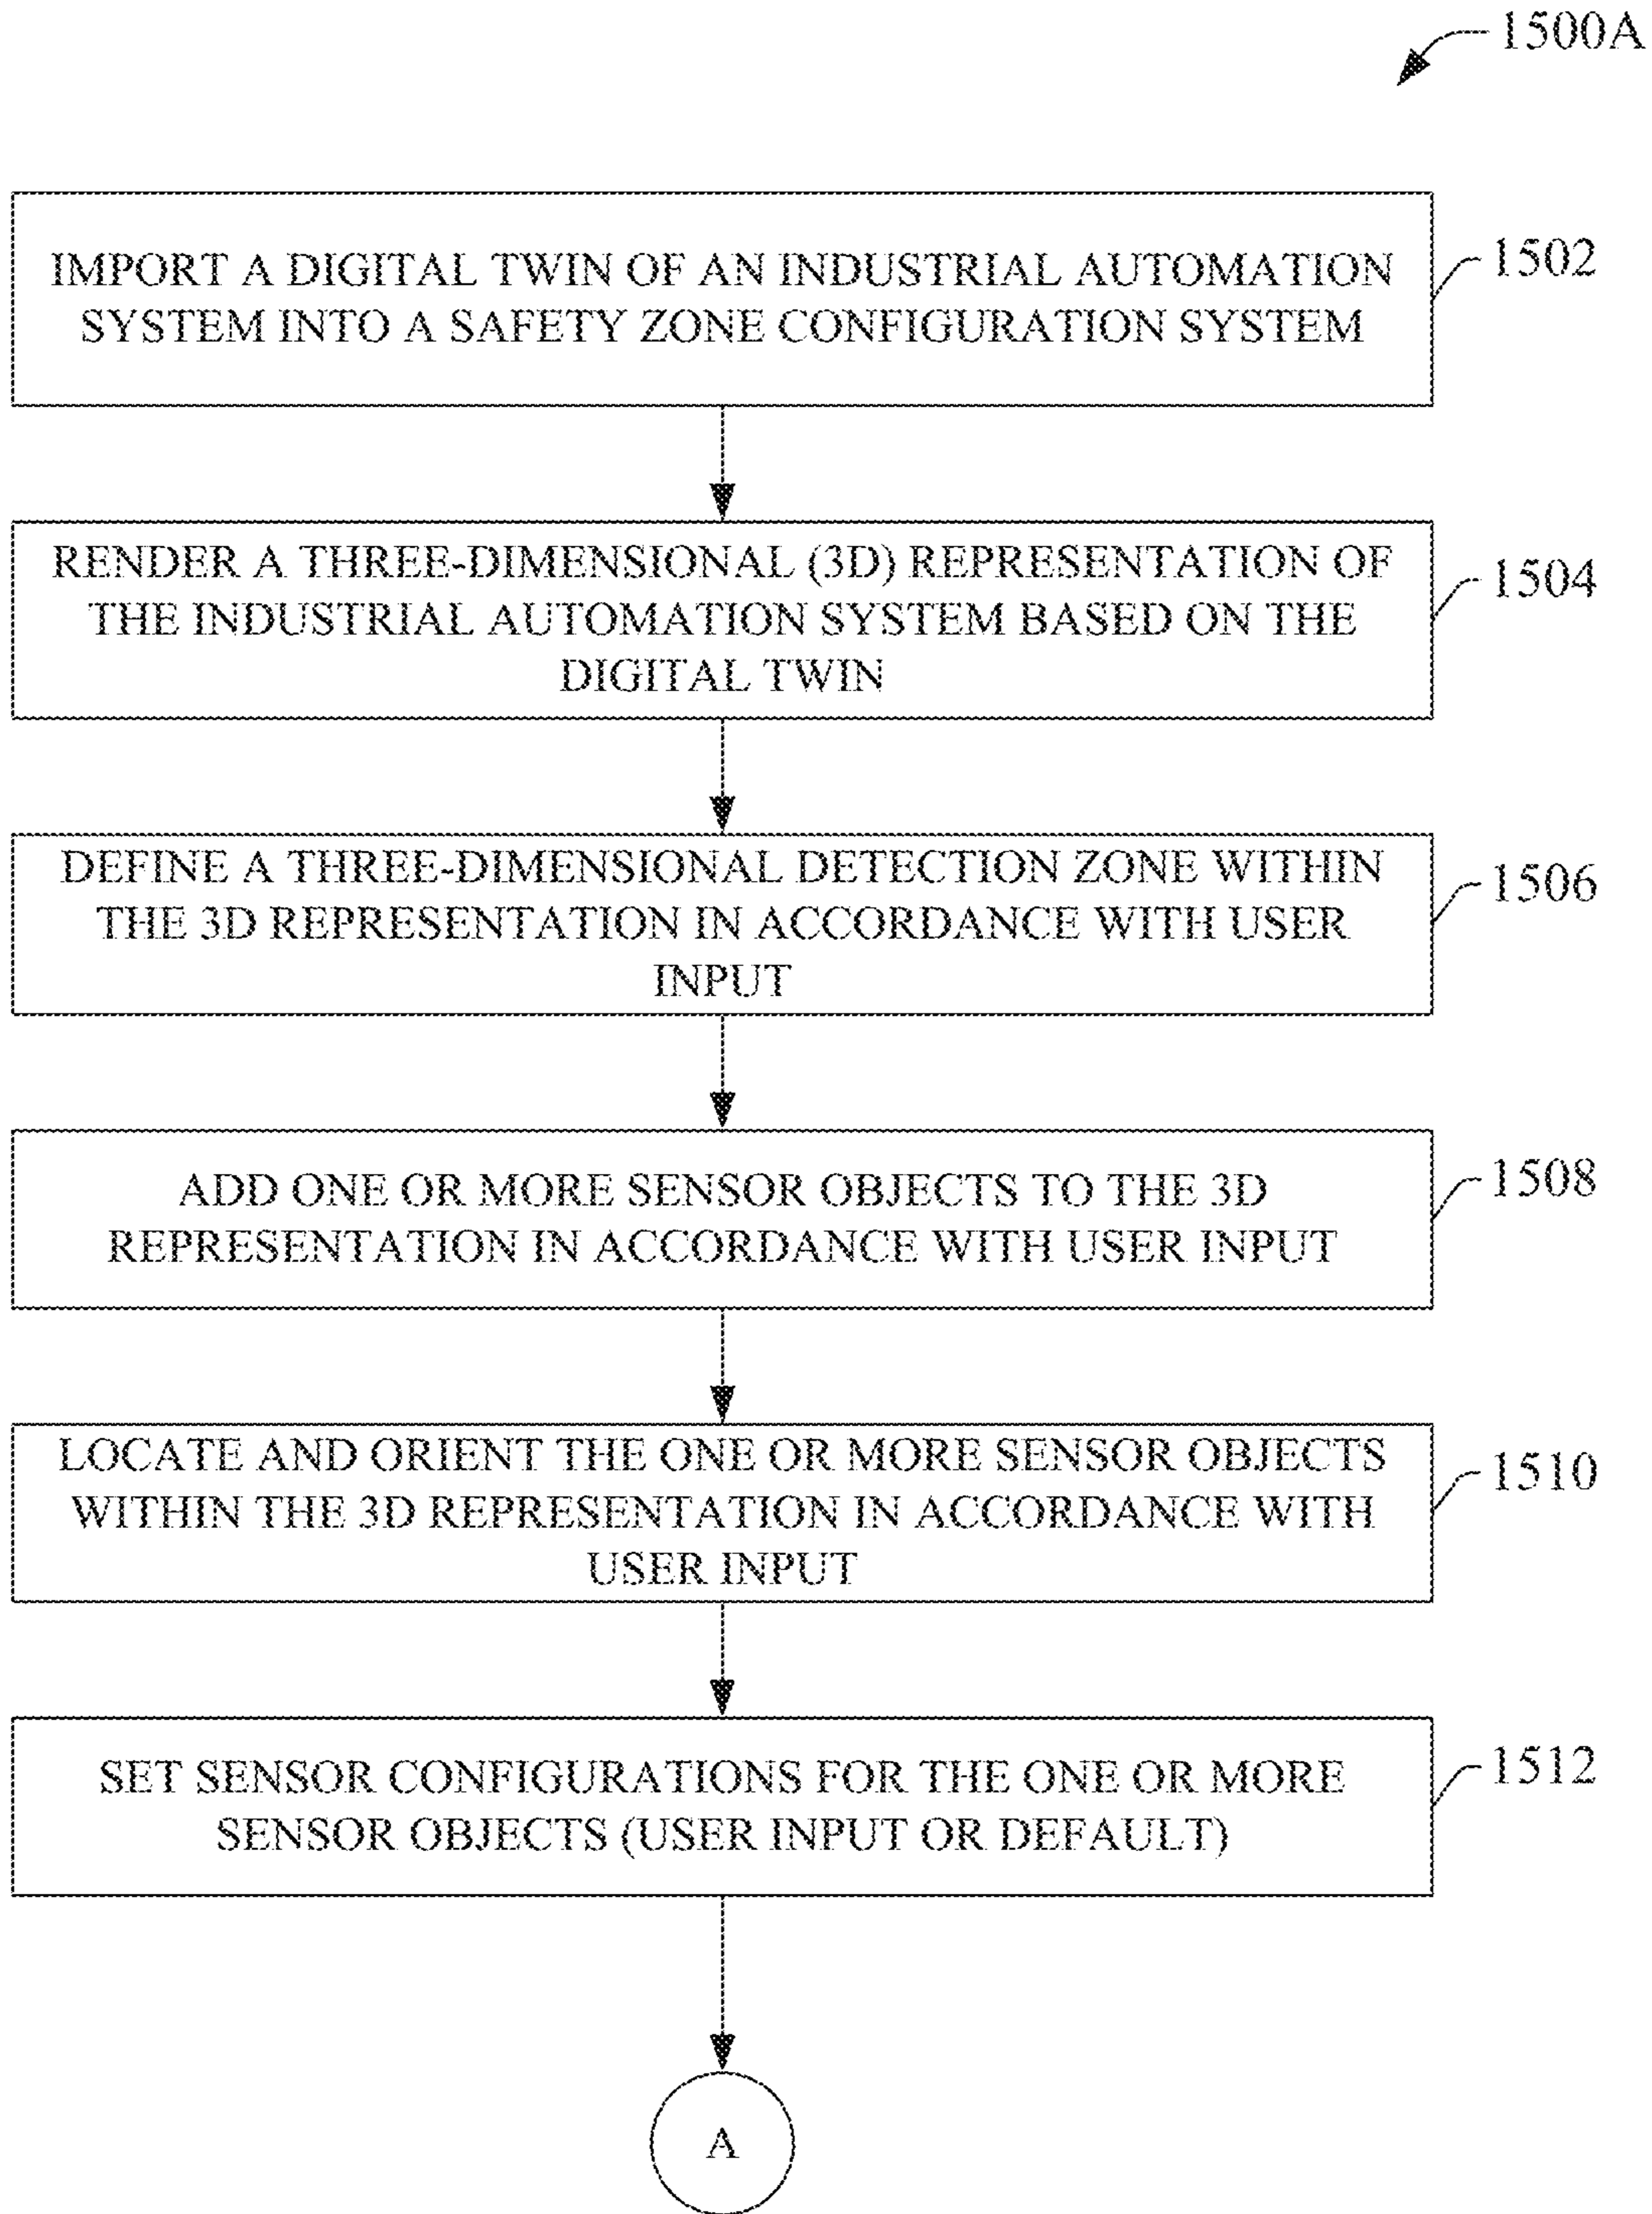 1500A
IMPORT A DIGITAL TWIN OF AN INDUSTRIAL AUTOMATION
SYSTEM INTO A SAFETY ZONE CONFIGURATION SYSTEM
1502
RENDER A THREE-DIMENSIONAL (3D) REPRESENTATION OF
THE INDUSTRIAL AUTOMATION SYSTEM BASED ON THE
DIGITAL TWIN
1504
DEFINE A THREE-DIMENSIONAL DETECTION ZONE WITHIN
THE 3D REPRESENTATION IN ACCORDANCE WITH USER
INPUT
1506
ADD ONE OR MORE SENSOR OBJECTS TO THE 3D
REPRESENTATION IN ACCORDANCE WITH USER INPUT
1508
LOCATE AND ORIENT THE ONE OR MORE SENSOR OBJECTS
WITHIN THE 3D REPRESENTATION IN ACCORDANCE WITH
USER INPUT
1510
SET SENSOR CONFIGURATIONS FOR THE ONE OR MORE
SENSOR OBJECTS (USER INPUT OR DEFAULT)
1512
A